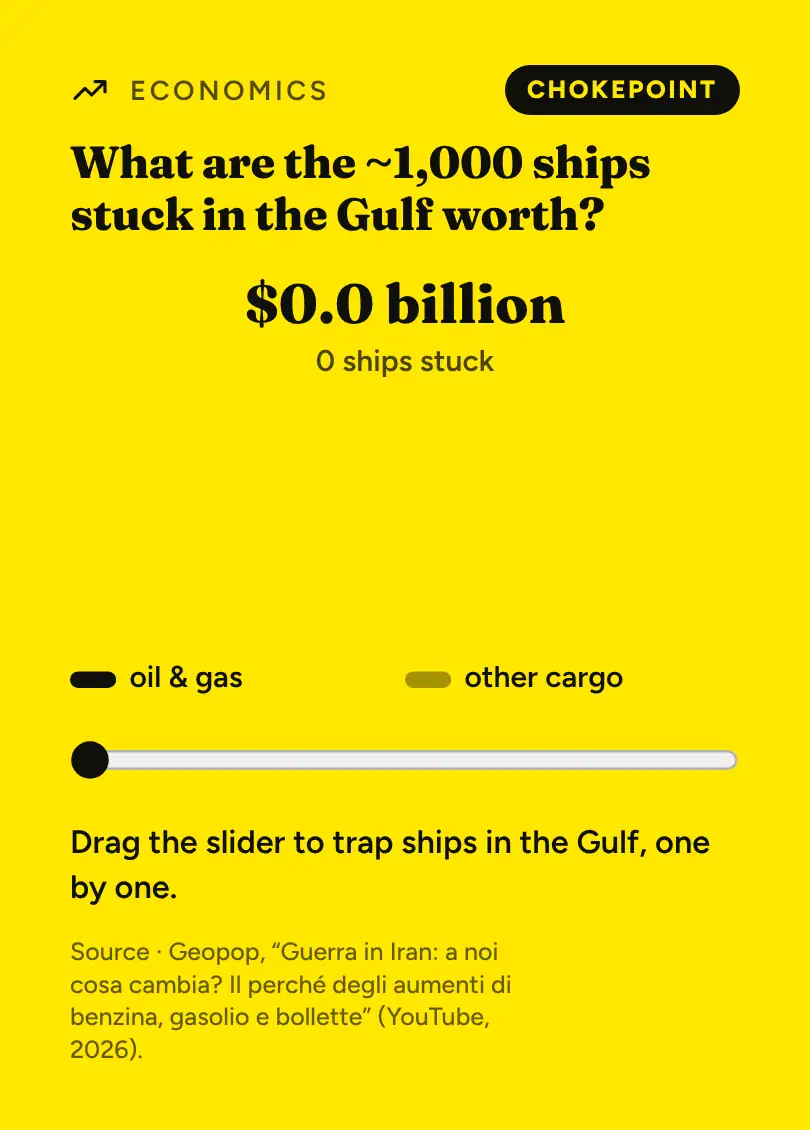 ECONOMICS
CHOKEPOINT
What are the ~1,000 ships
stuck in the Gulf worth?
$0.0 billion
0 ships stuck
oil & gas
other cargo
Drag the slider to trap ships in the Gulf, one
by one.
Source · Geopop, “Guerra in Iran: a noi
cosa cambia? Il perché degli aumenti di
benzina, gasolio e bollette” (YouTube,
2026).